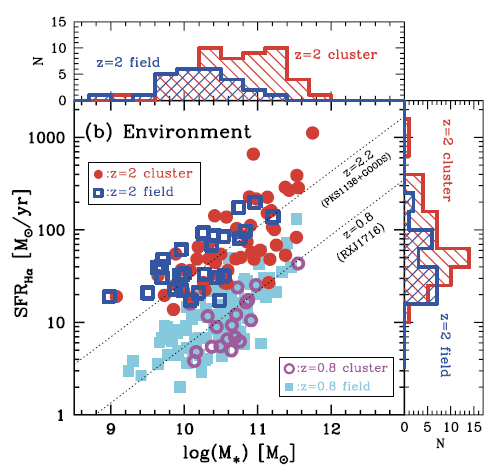 15
10
5
0
N
z=2 field
z=2 cluster
(b) Environment
:z=2 cluster
:z=2 field
z=2.2
(PKS1138+GOODS)
z=0.8
(RXJ1716)
:z=0.8 cluster
:z=0.8 field
1000
100
10
1
SFR_Hα [M⊙/yr]
9 10 11 12
log(M*) [M⊙]
z=2 cluster
z=2 field
0 5 10 15
N